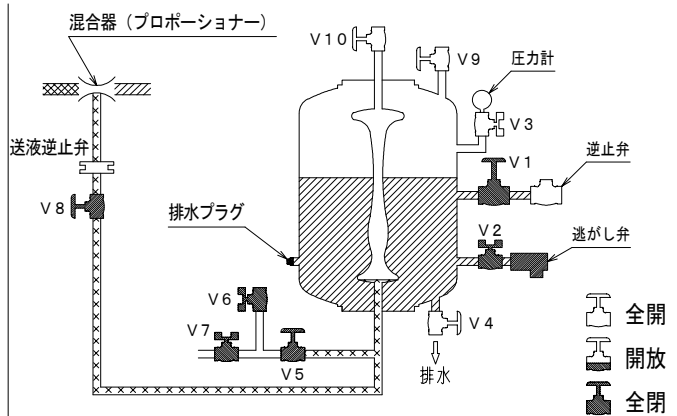 混合器（プロポーショナー）
V10
V9
圧力計
V3
送液逆止弁
V1
逆止弁
V8
排水プラグ
V2
逃がし弁
V6
V7
V5
V4
排水
全開
開放
全閉